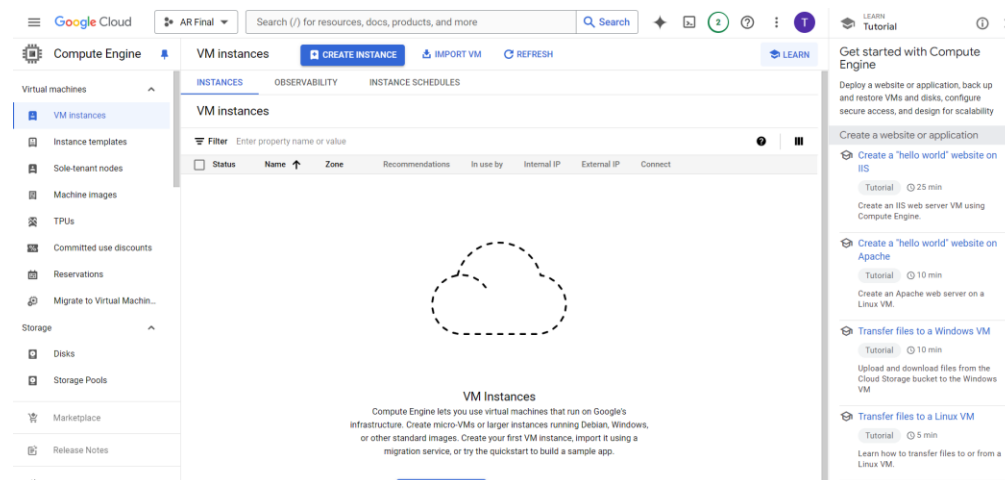 Google Cloud
AR Final
Search (/) for resources, docs, products, and more
Search
2
T
LEARN
Tutorial
Compute Engine
VM instances
CREATE INSTANCE
IMPORT VM
REFRESH
LEARN
Virtual machines
VM instances
Instance templates
Sole-tenant nodes
Machine images
TPUs
Committed use discounts
Reservations
Migrate to Virtual Machin...
Storage
Disks
Storage Pools
Marketplace
Release Notes
INSTANCES
OBSERVABILITY
INSTANCE SCHEDULES
VM instances
Filter Enter property name or value
Status Name Zone Recommendations In use by Internal IP External IP Connect
VM Instances
Compute Engine lets you use virtual machines that run on Google's
infrastructure. Create micro-VMs or larger instances running Debian, Windows,
or other standard images. Create your first VM instance, import it using a
migration service, or try the quickstart to build a sample app.
Get started with Compute
Engine
Deploy a website or application, back up
and restore VMs and disks, configure
secure access, and design for scalability
Create a website or application
Create a "hello world" website on
IIS
Tutorial 25 min
Create an IIS web server VM using
Compute Engine.
Create a "hello world" website on
Apache
Tutorial 10 min
Create an Apache web server on a
Linux VM.
Transfer files to a Windows VM
Tutorial 10 min
Upload and download files from the
Cloud Storage bucket to the Windows
VM
Transfer files to a Linux VM
Tutorial 5 min
Learn how to transfer files to or from a
Linux VM.